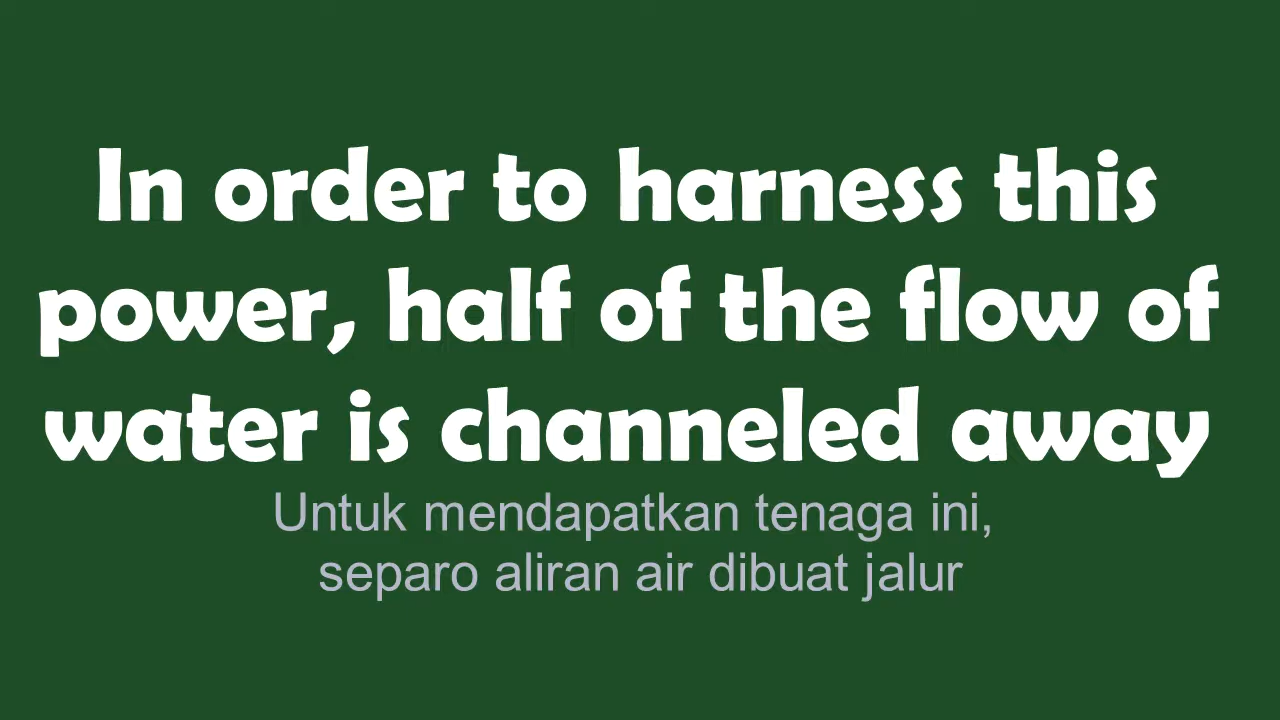 In order to harness this
power, half of the flow of
water is channeled away
Untuk mendapatkan tenaga ini,
separo aliran air dibuat jalur